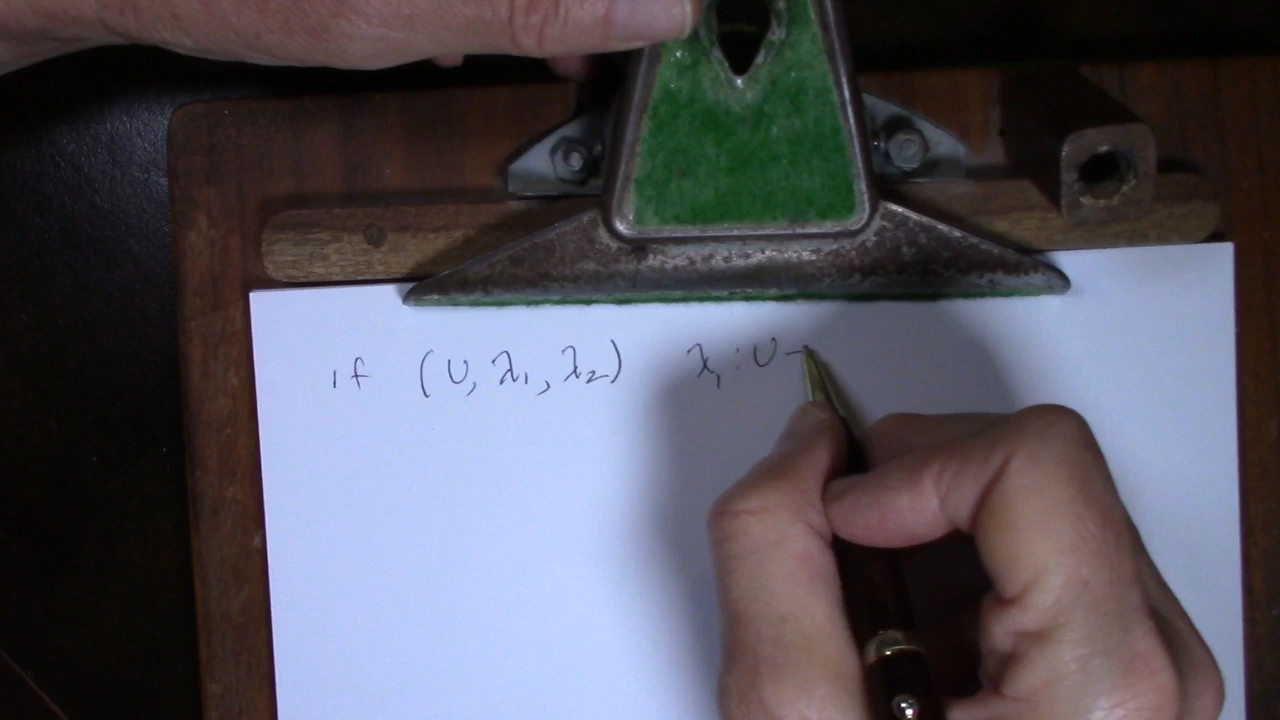 if (U, λ₁, λ₂) λ₁ : U -